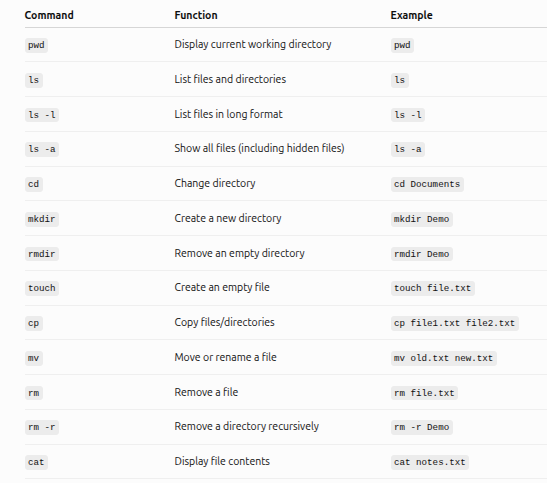 Command Function Example
pwd Display current working directory pwd
ls List files and directories ls
ls -l List files in long format ls -l
ls -a Show all files (including hidden files) ls -a
cd Change directory cd Documents
mkdir Create a new directory mkdir Demo
rmdir Remove an empty directory rmdir Demo
touch Create an empty file touch file.txt
cp Copy files/directories cp file1.txt file2.txt
mv Move or rename a file mv old.txt new.txt
rm Remove a file rm file.txt
rm -r Remove a directory recursively rm -r Demo
cat Display file contents cat notes.txt